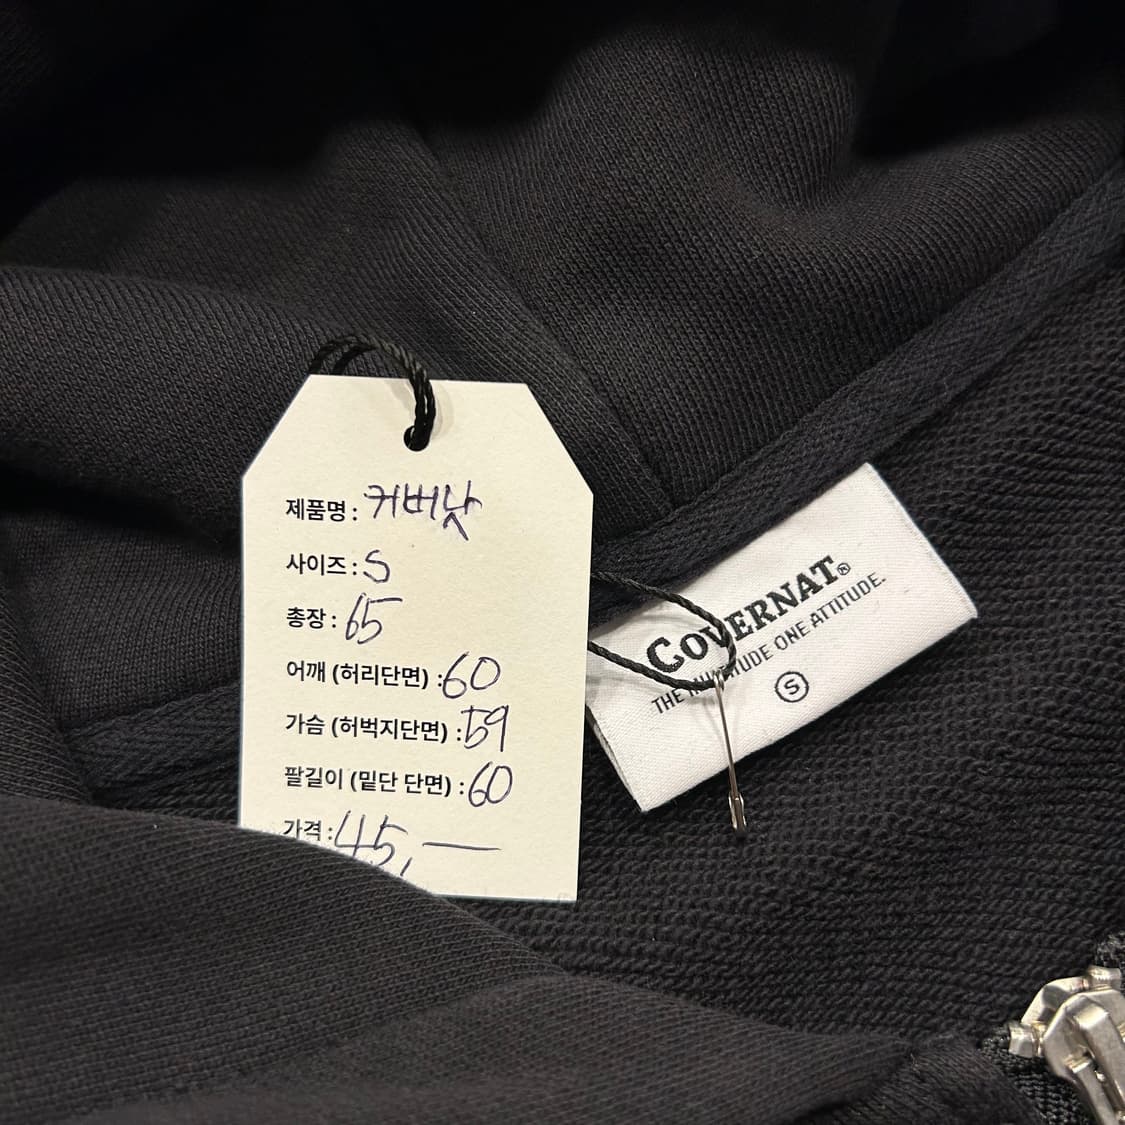 제품명 : 커버낫
사이즈 : S
총장 : 65
어깨 (허리단면) : 60
가슴 (허벅지단면) : 59
팔길이 (밑단 단면) : 60
가격 : 45,—
COVERNAT®
THE ATTITUDE ONE ATTITUDE.
S